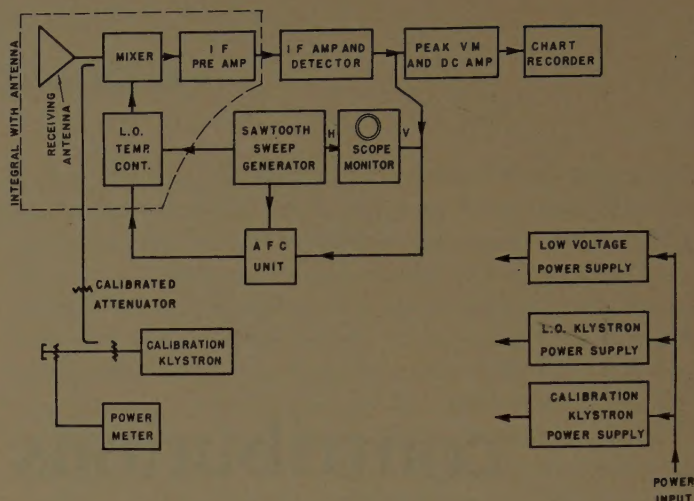 MIXER
I F
PRE AMP
I F AMP AND
DETECTOR
PEAK VM
AND DC AMP
CHART
RECORDER
INTEGRAL WITH ANTENNA
RECEIVING
ANTENNA
L.O.
TEMP.
CONT.
SAWTOOTH
SWEEP
GENERATOR
H
SCOPE
MONITOR
V
A F C
UNIT
CALIBRATED
ATTENUATOR
CALIBRATION
KLYSTRON
POWER
METER
LOW VOLTAGE
POWER SUPPLY
L.O. KLYSTRON
POWER SUPPLY
CALIBRATION
KLYSTRON
POWER SUPPLY
POWER
INPUT